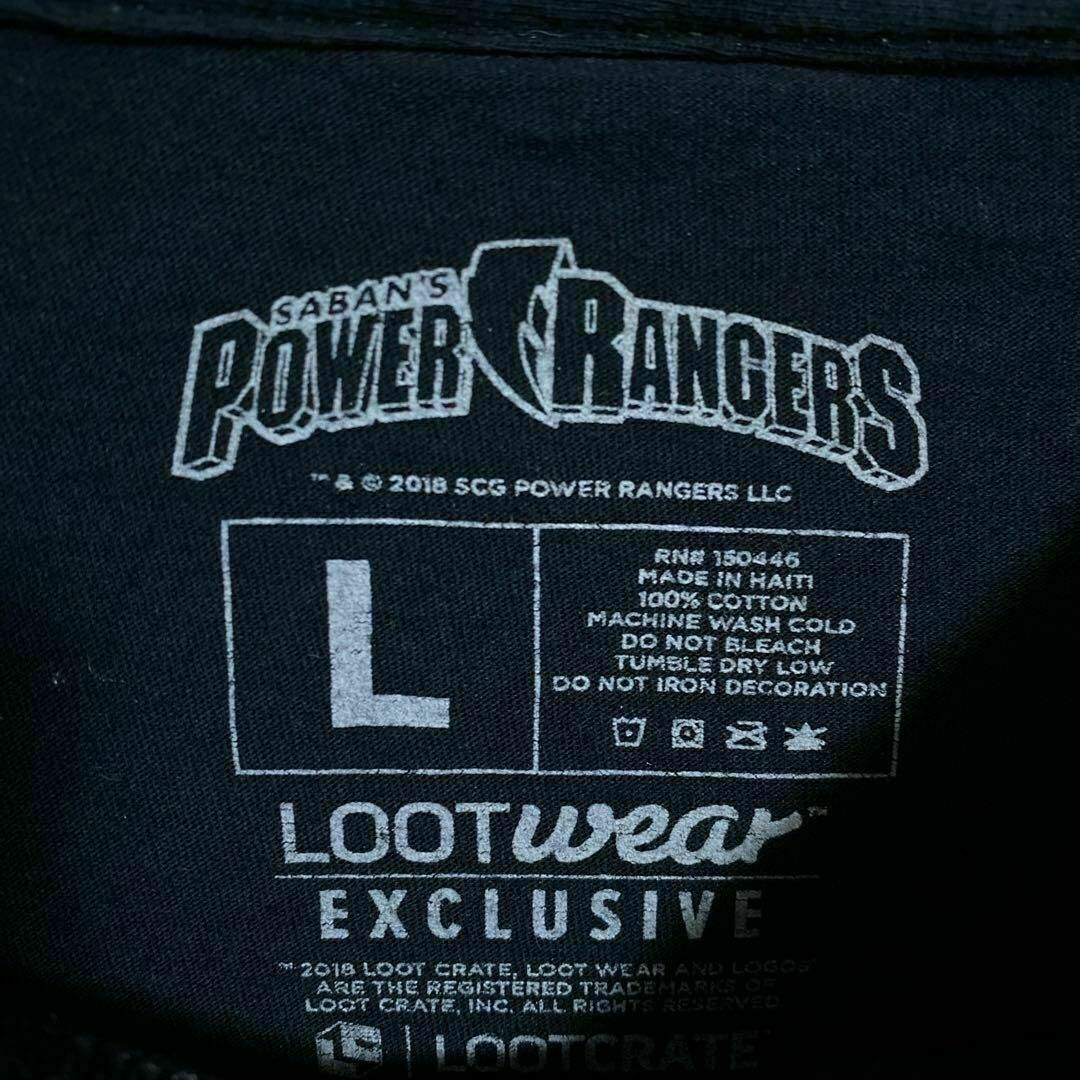 SABAN'S
POWER RANGERS
™ & © 2018 SCG POWER RANGERS LLC
L
RN# 150446
MADE IN HAITI
100% COTTON
MACHINE WASH COLD
DO NOT BLEACH
TUMBLE DRY LOW
DO NOT IRON DECORATION
LOOTwear™
EXCLUSIVE
™ 2018 LOOT CRATE, LOOT WEAR AND LOGOS
ARE THE REGISTERED TRADEMARKS OF
LOOT CRATE, INC. ALL RIGHTS RESERVED.
LOOTCRATE